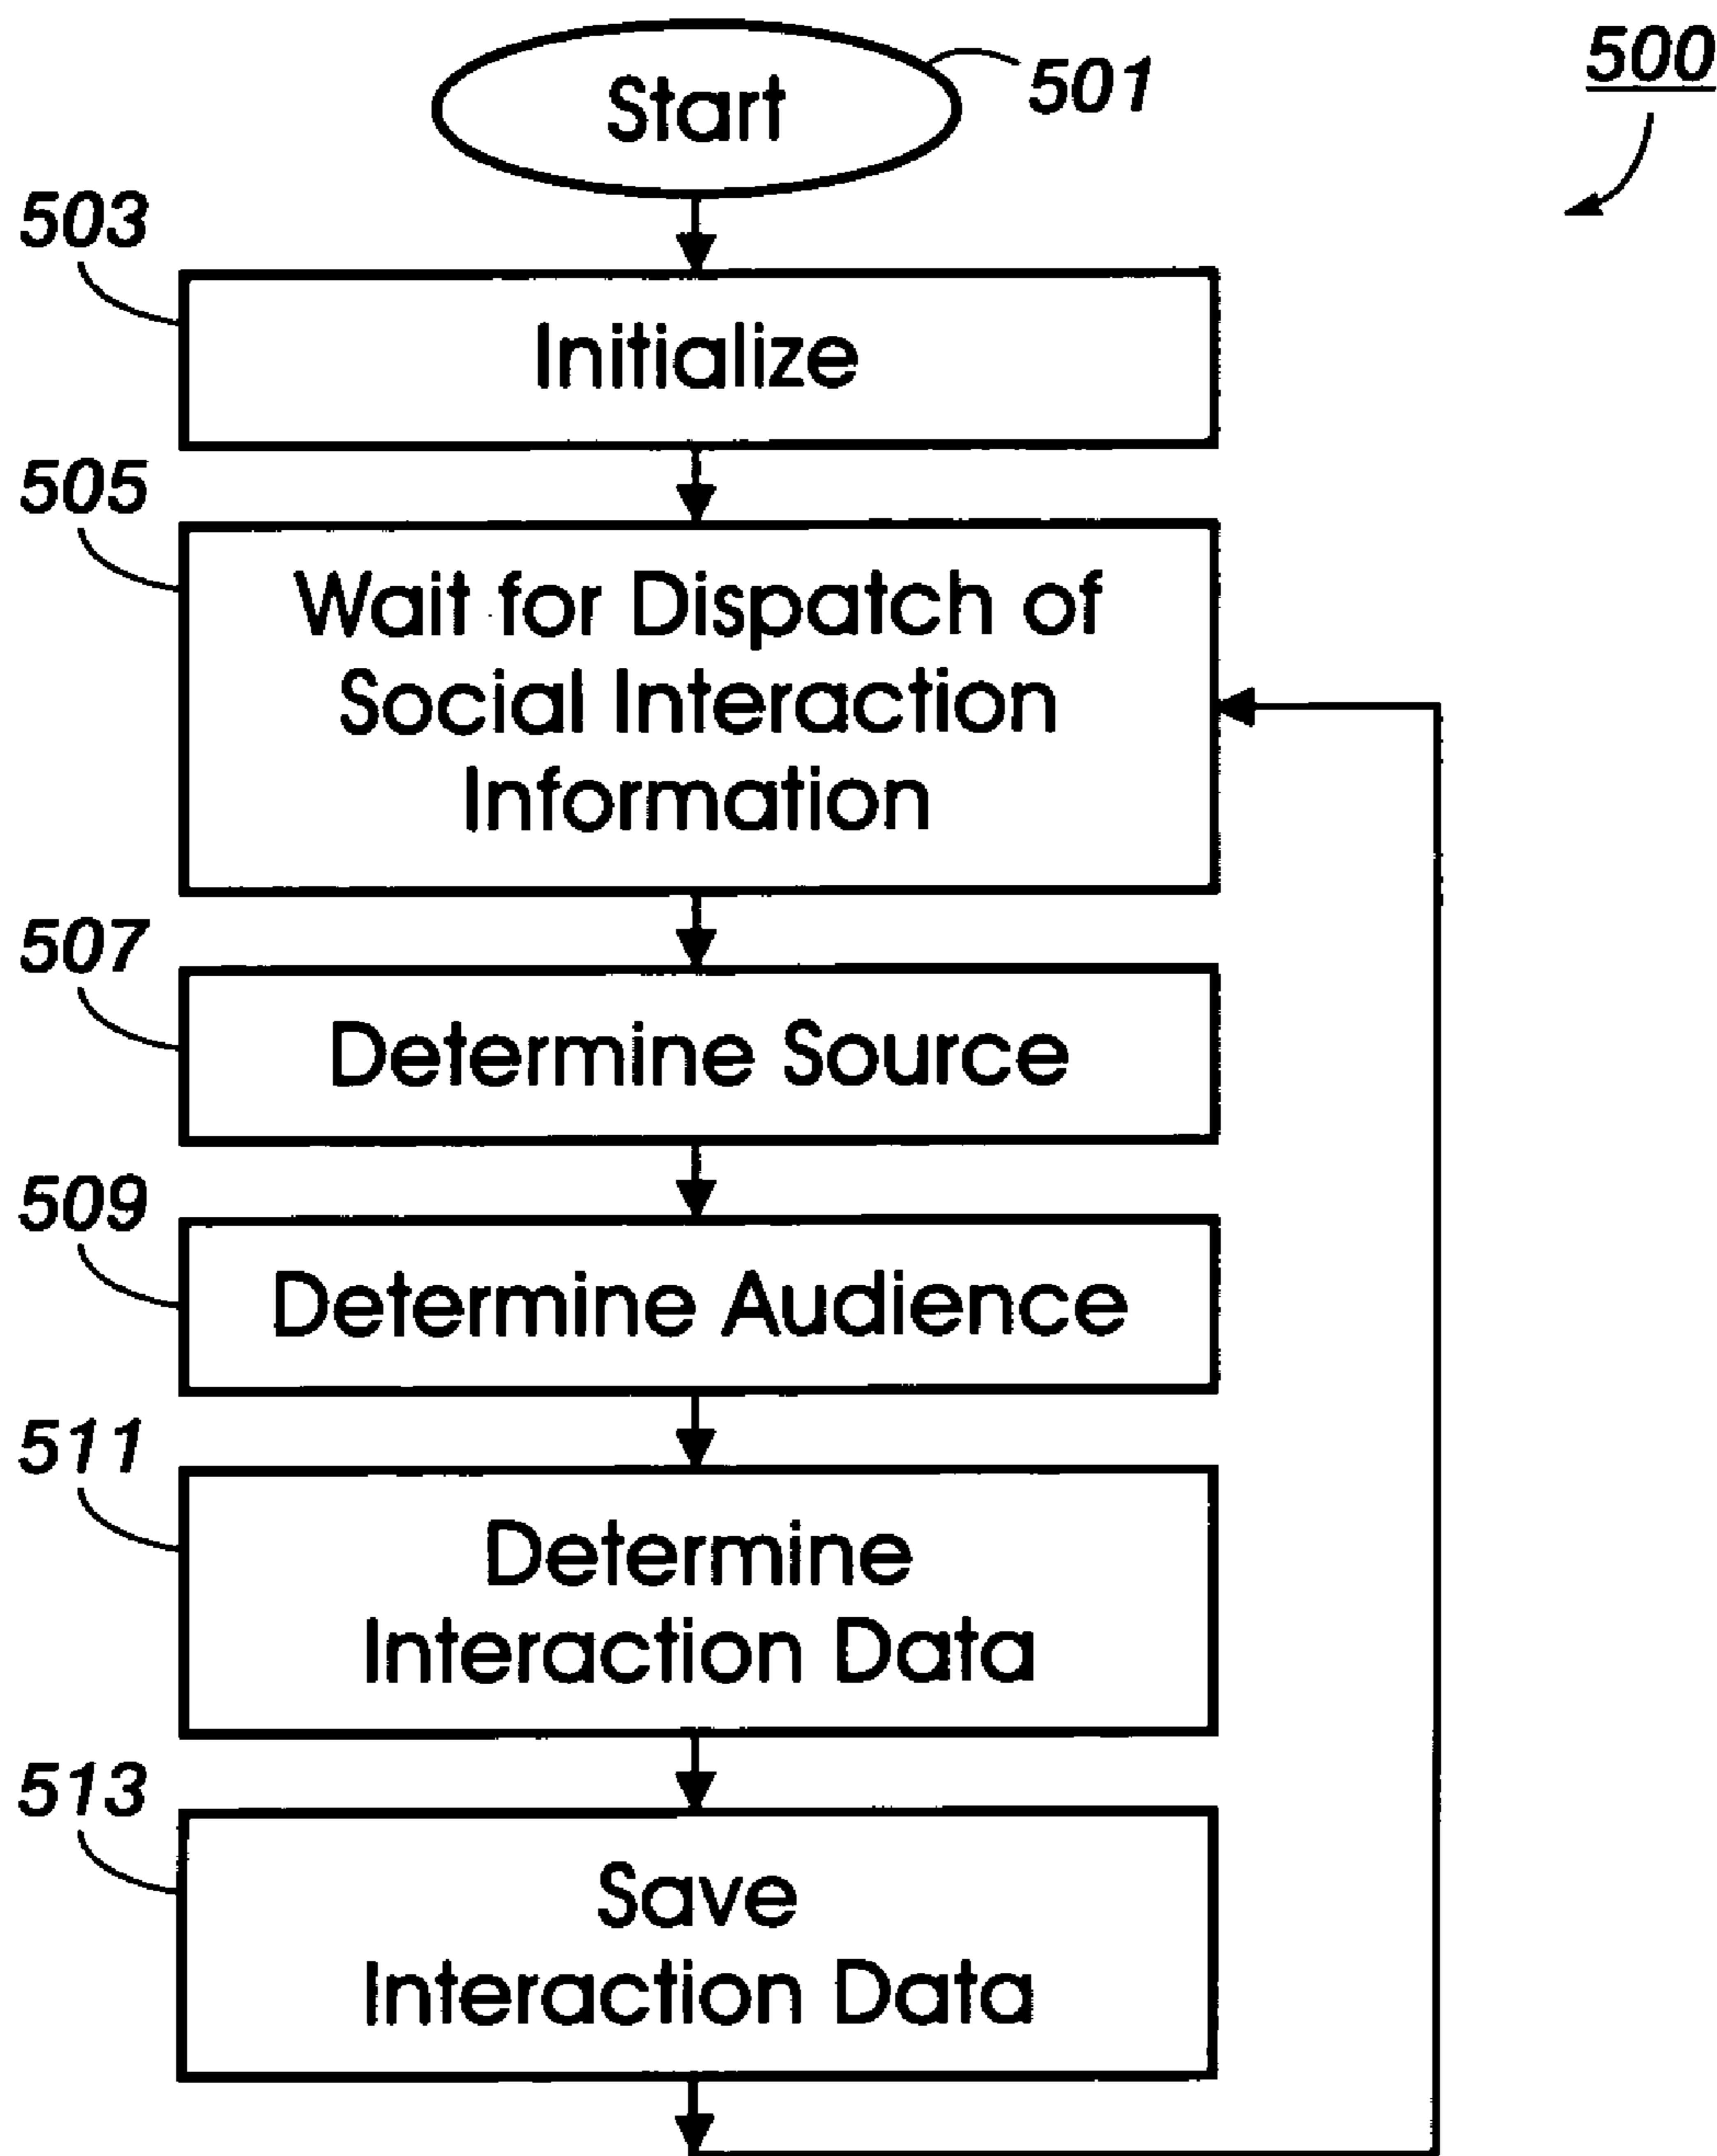 500
Start
501
503
Initialize
505
Wait for Dispatch of
Social Interaction
Information
507
Determine Source
509
Determine Audience
511
Determine
Interaction Data
513
Save
Interaction Data